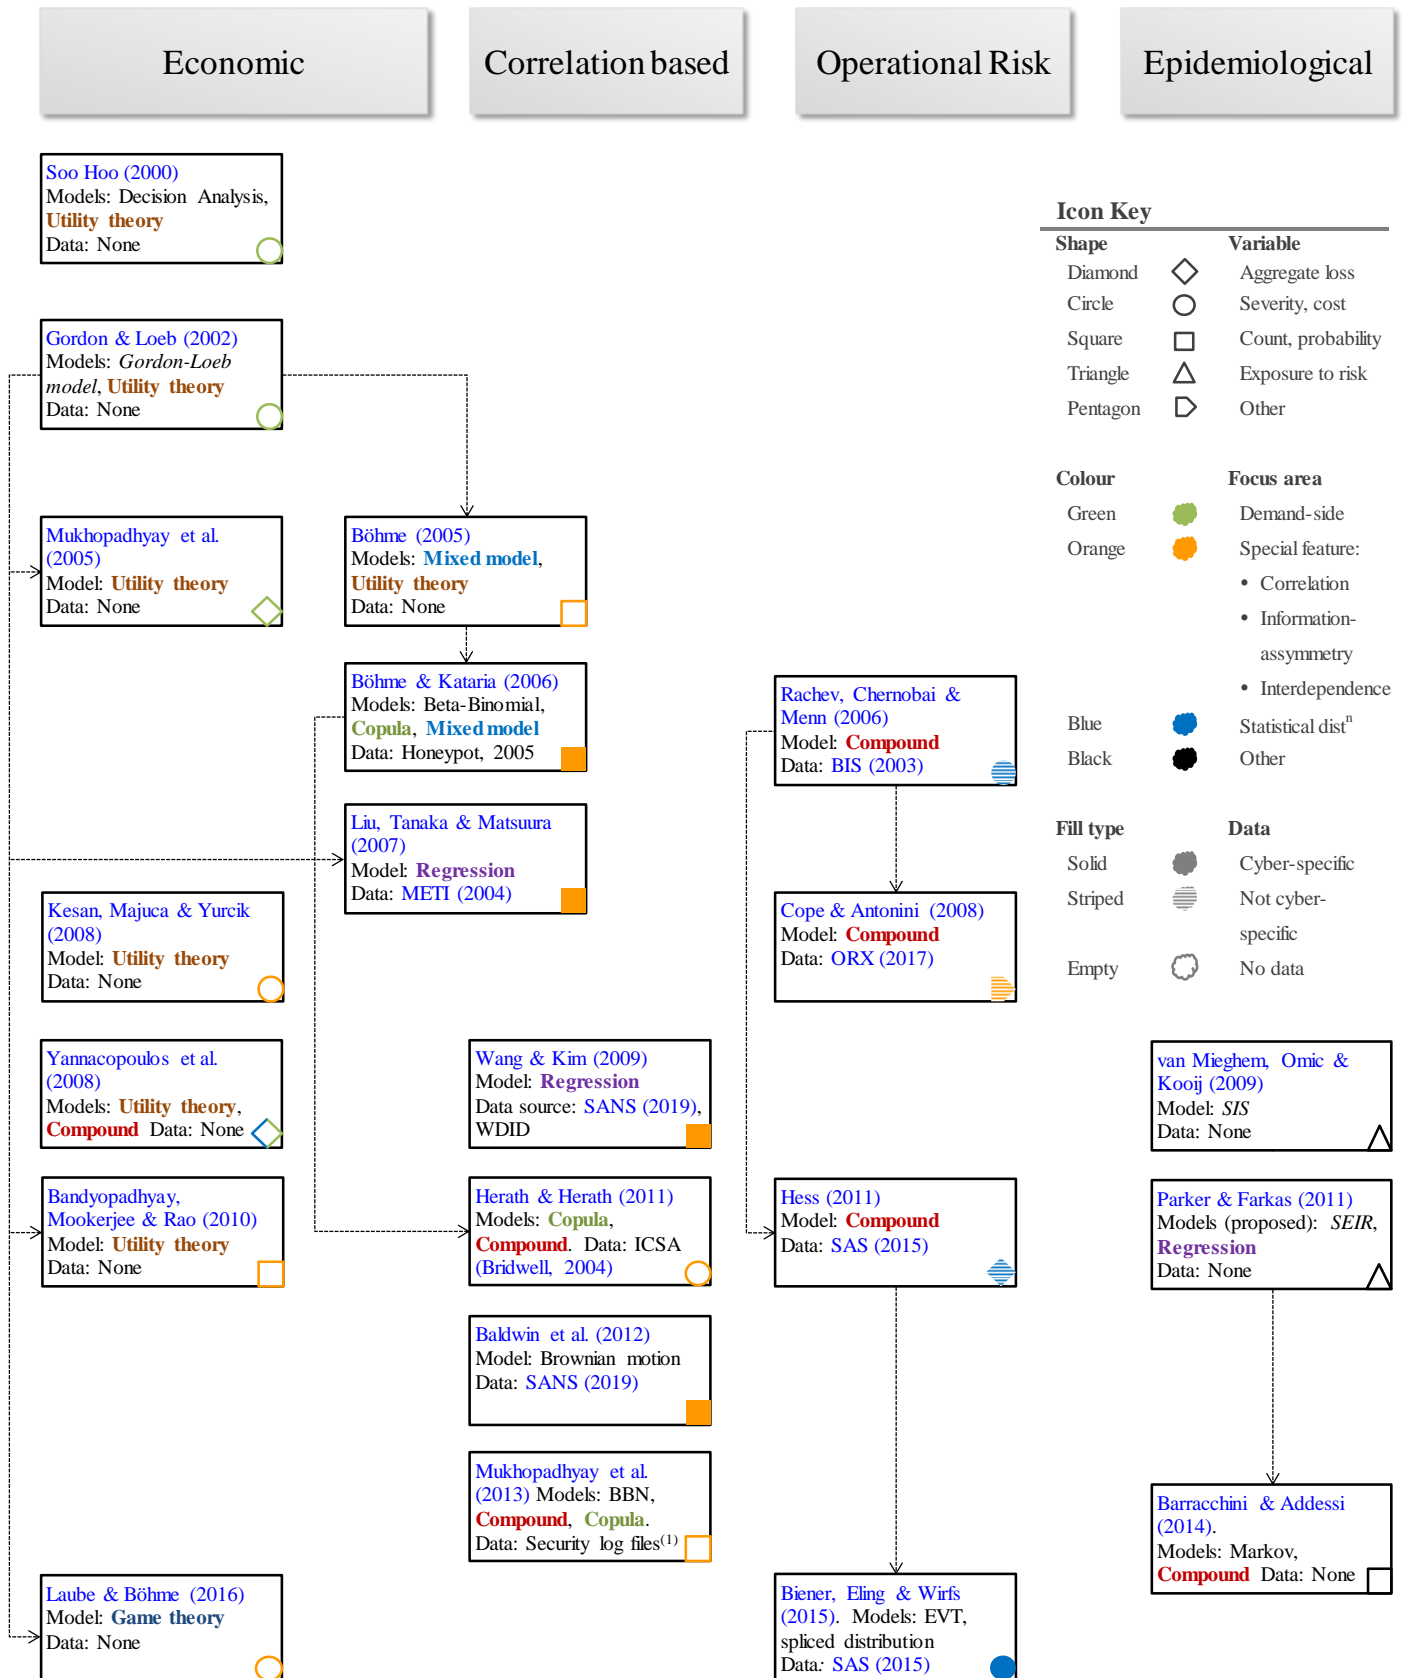 Economic
Correlation based
Operational Risk
Epidemiological
Soo Hoo (2000)
Models: Decision Analysis,
Utility theory
Data: None
Gordon & Loeb (2002)
Models: Gordon-Loeb
model, Utility theory
Data: None
Mukhopadhyay et al.
(2005)
Model: Utility theory
Data: None
Böhme (2005)
Models: Mixed model,
Utility theory
Data: None
Böhme & Kataria (2006)
Models: Beta-Binomial,
Copula, Mixed model
Data: Honeypot, 2005
Liu, Tanaka & Matsuura
(2007)
Model: Regression
Data: METI (2004)
Rachev, Chernobai &
Menn (2006)
Model: Compound
Data: BIS (2003)
Cope & Antonini (2008)
Model: Compound
Data: ORX (2017)
Kesan, Majuca & Yurcik
(2008)
Model: Utility theory
Data: None
Yannacopoulos et al.
(2008)
Models: Utility theory,
Compound Data: None
Bandyopadhyay,
Mookerjee & Rao (2010)
Model: Utility theory
Data: None
Wang & Kim (2009)
Model: Regression
Data source: SANS (2019),
WDID
Herath & Herath (2011)
Models: Copula,
Compound. Data: ICSA
(Bridwell, 2004)
Baldwin et al. (2012)
Model: Brownian motion
Data: SANS (2019)
Mukhopadhyay et al.
(2013) Models: BBN,
Compound, Copula.
Data: Security log files(1)
Hess (2011)
Model: Compound
Data: SAS (2015)
van Mieghem, Omic &
Kooij (2009)
Model: SIS
Data: None
Parker & Farkas (2011)
Models (proposed): SEIR,
Regression
Data: None
Barracchini & Addessi
(2014).
Models: Markov,
Compound Data: None
Laube & Böhme (2016)
Model: Game theory
Data: None
Biener, Eling & Wirfs
(2015). Models: EVT,
spliced distribution
Data: SAS (2015)
Icon Key
Shape Variable
Diamond Aggregate loss
Circle Severity, cost
Square Count, probability
Triangle Exposure to risk
Pentagon Other
Colour Focus area
Green Demand-side
Orange Special feature:
• Correlation
• Information-
assymmetry
• Interdependence
Blue Statistical distⁿ
Black Other
Fill type Data
Solid Cyber-specific
Striped Not cyber-
specific
Empty No data